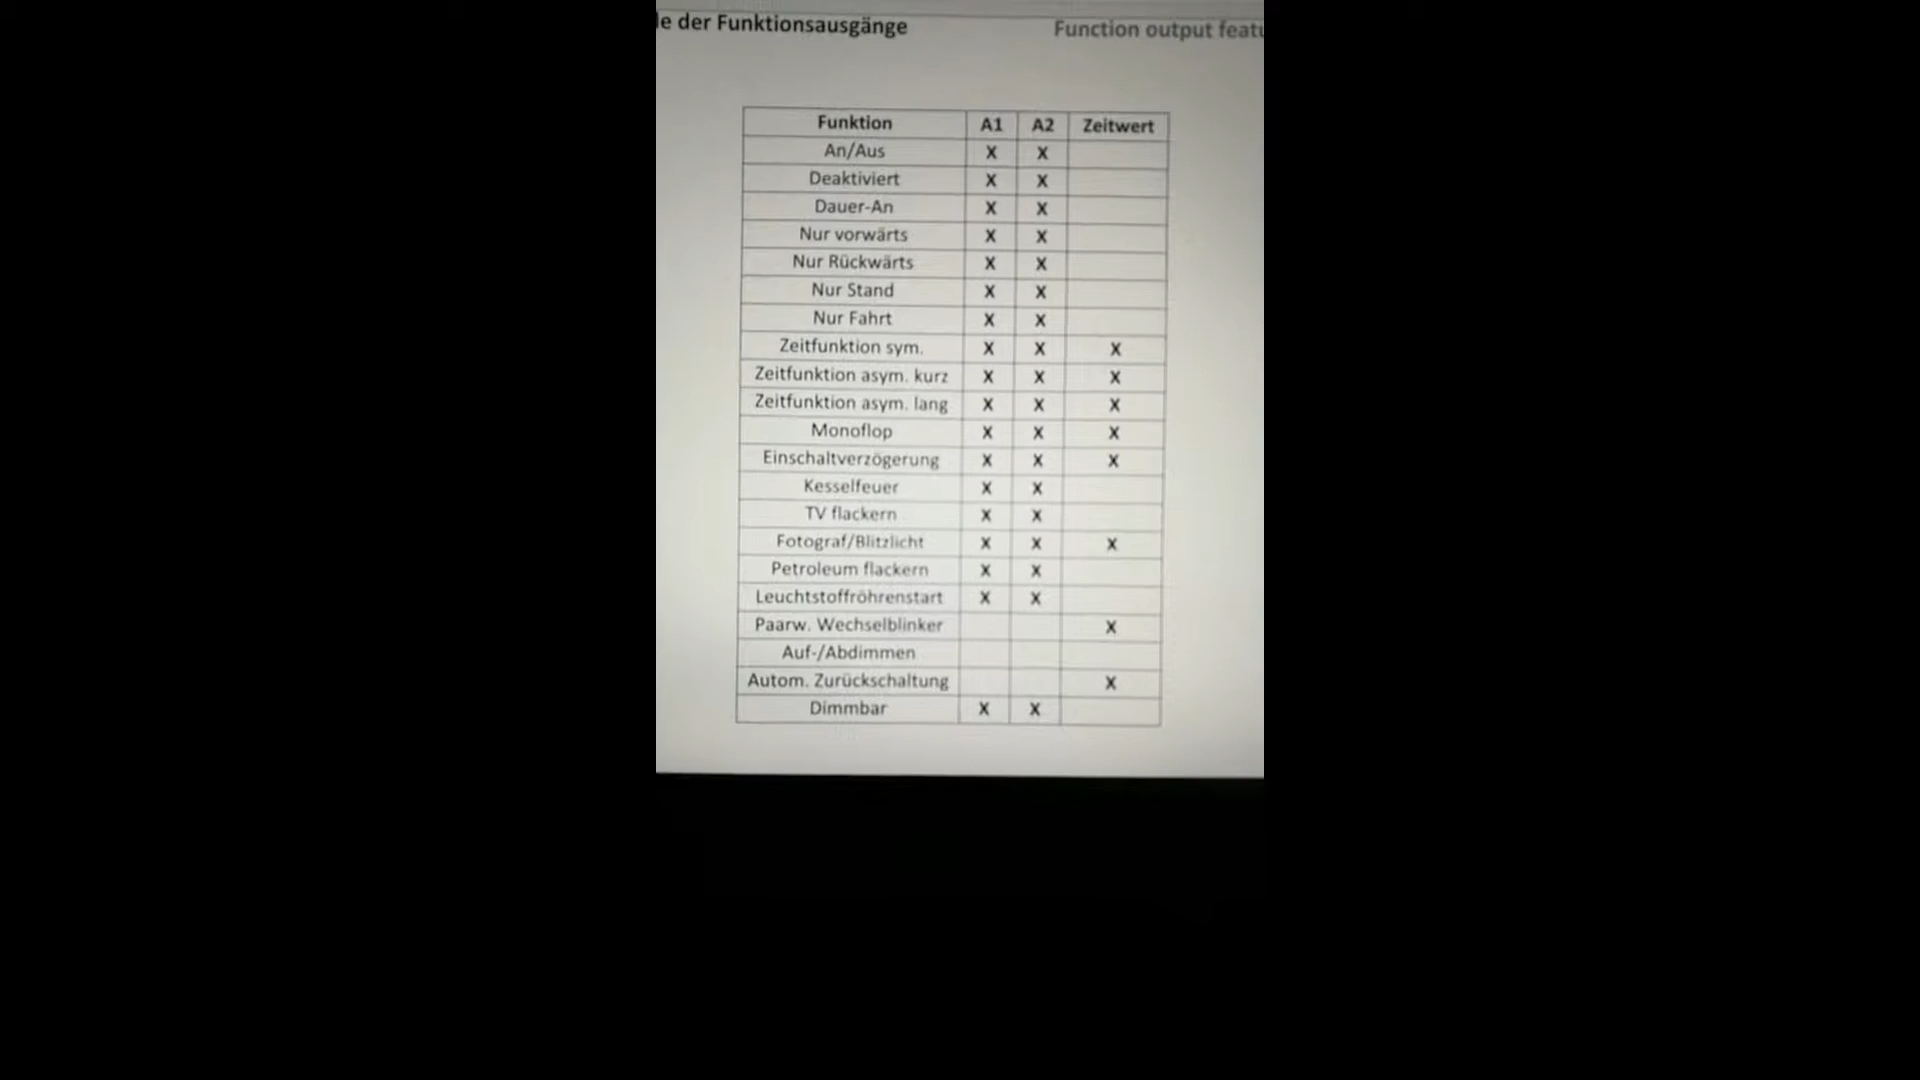 le der Funktionsausgänge Function output featu
Funktion A1 A2 Zeitwert
An/Aus X X
Deaktiviert X X
Dauer-An X X
Nur vorwärts X X
Nur Rückwärts X X
Nur Stand X X
Nur Fahrt X X
Zeitfunktion sym. X X X
Zeitfunktion asym. kurz X X X
Zeitfunktion asym. lang X X X
Monoflop X X X
Einschaltverzögerung X X X
Kesselfeuer X X
TV flackern X X
Fotograf/Blitzlicht X X X
Petroleum flackern X X
Leuchtstoffröhrenstart X X
Paarw. Wechselblinker X
Auf-/Abdimmen
Autom. Zurückschaltung X
Dimmbar X X